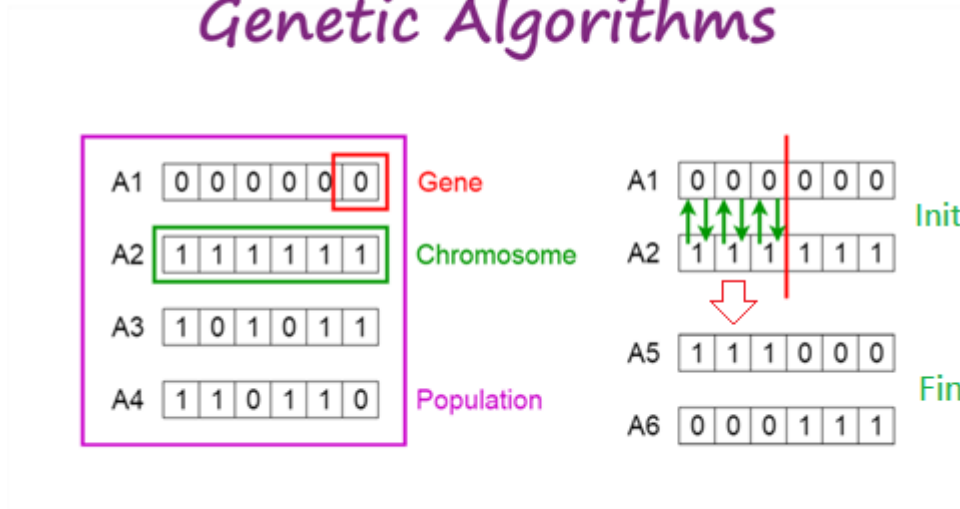 Genetic Algorithms
A1 0 0 0 0 0 0 Gene
A2 1 1 1 1 1 1 Chromosome
A3 1 0 1 0 1 1
A4 1 1 0 1 1 0 Population
A1 0 0 0 0 0 0
Init
A2 1 1 1 1 1 1
A5 1 1 1 0 0 0
Fin
A6 0 0 0 1 1 1